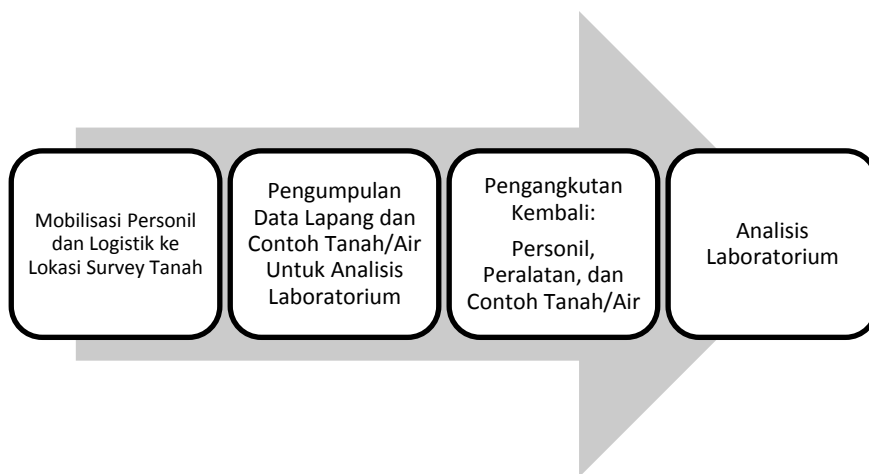 Mobilisasi Personil
dan Logistik ke
Lokasi Survey Tanah
Pengumpulan
Data Lapang dan
Contoh Tanah/Air
Untuk Analisis
Laboratorium
Pengangkutan
Kembali:
Personil,
Peralatan, dan
Contoh Tanah/Air
Analisis
Laboratorium